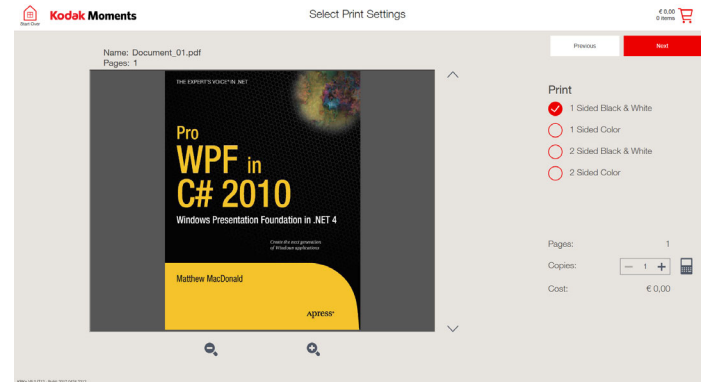 Start Over
Kodak Moments
Select Print Settings
€ 0,00
0 items
Previous
Next
Name: Document_01.pdf
Pages: 1
THE EXPERT'S VOICE® IN .NET
Pro
WPF in
C# 2010
Windows Presentation Foundation in .NET 4
Create the next generation
of Windows applications
Matthew MacDonald
Apress®
Print
1 Sided Black & White
1 Sided Color
2 Sided Black & White
2 Sided Color
Pages: 1
Copies: 1
Cost: € 0,00